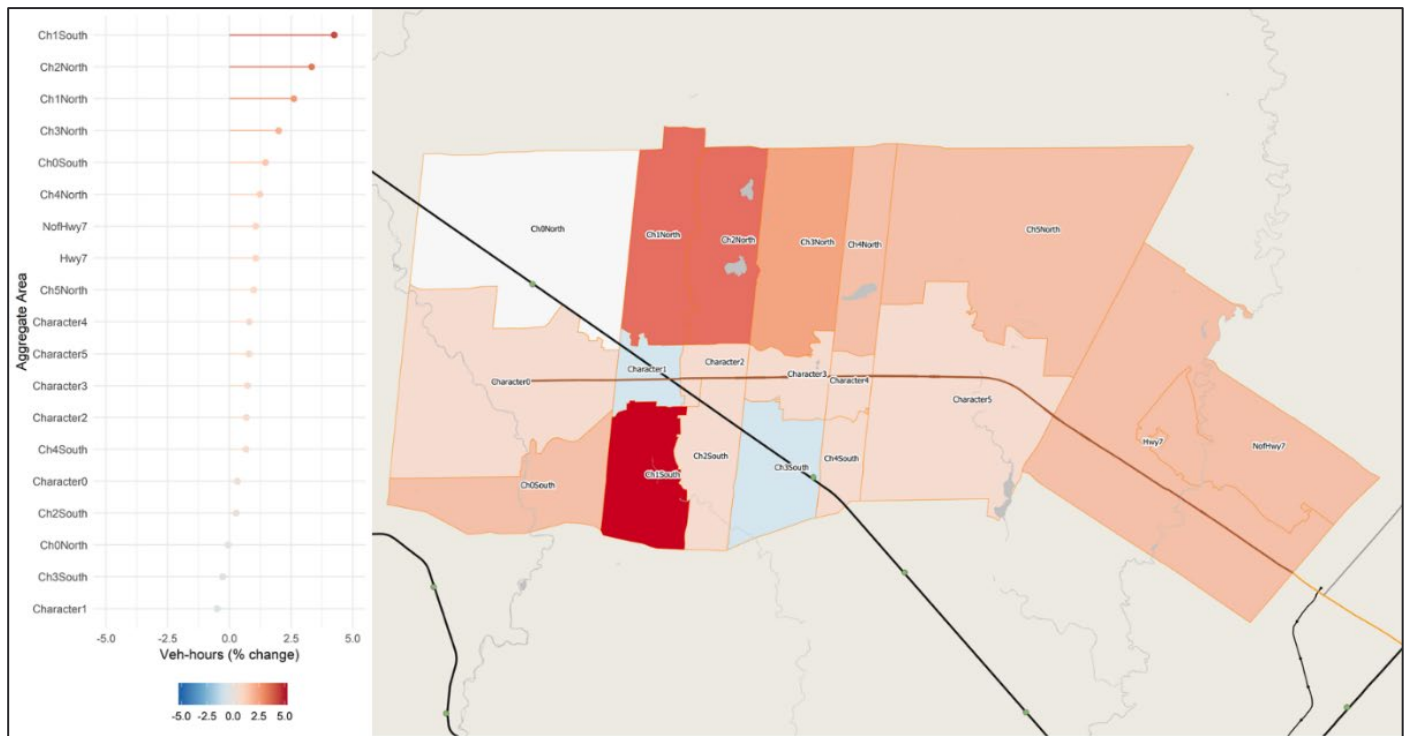 Ch1South
Ch2North
Ch1North
Ch3North
Ch0South
Ch4North
NofHwy7
Hwy7
Ch5North
Character4
Character5
Character3
Character2
Ch4South
Character0
Ch2South
Ch0North
Ch3South
Character1
Aggregate Area
-5.0 -2.5 0.0 2.5 5.0
Veh-hours (% change)
-5.0 -2.5 0.0 2.5 5.0
Ch0North
Ch1North
Ch2North
Ch3North
Ch4North
Ch5North
Character0
Character1
Character2
Character3
Character4
Character5
Hwy7
NofHwy7
Ch0South
Ch1South
Ch2South
Ch3South
Ch4South